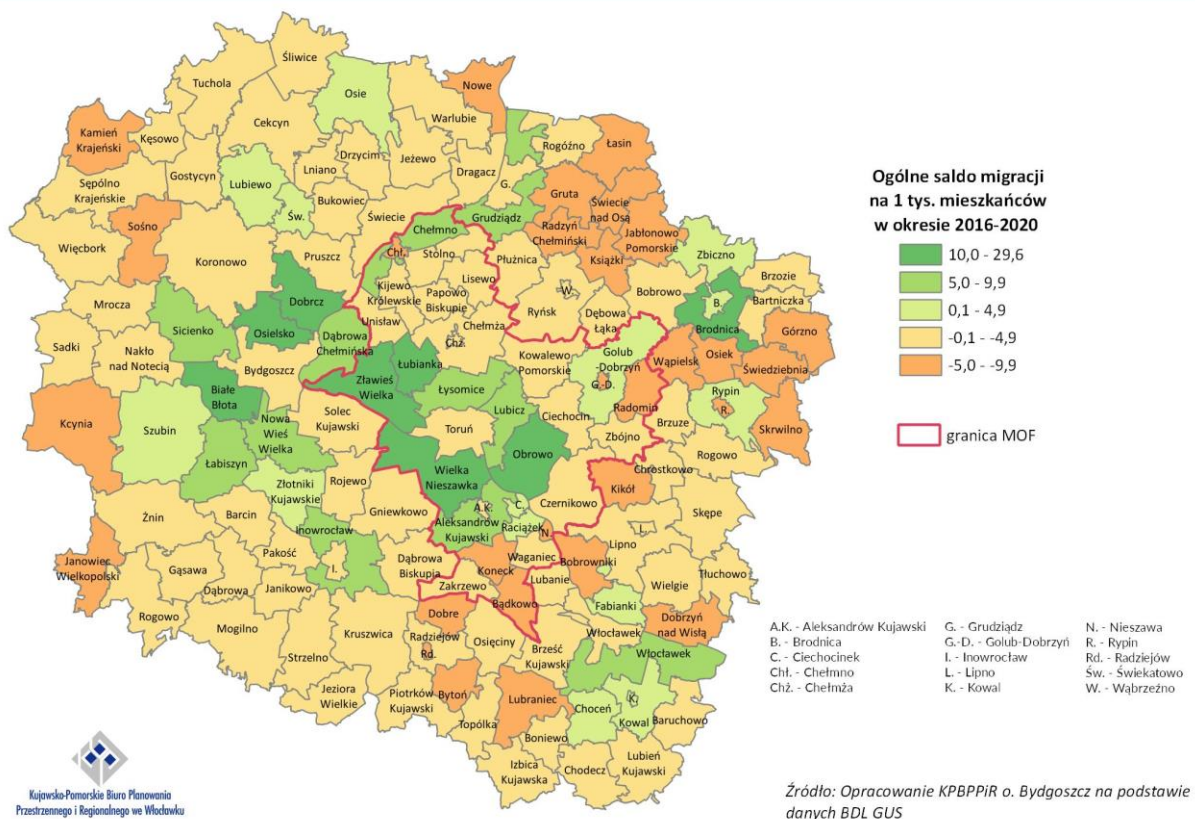 Śliwice
Tuchola
Osie
Nowe
Kamień
Krajeński
Kęsowo
Cekcyn
Warlubie
Rogóźno
Łasin
Drzycim
Jeżewo
Lniano
Dragacz
G.
Gostycyn
Sępólno
Krajeńskie
Lubiewo
Św.
Bukowiec
Gruta
Świecie
nad Osą
Świecie
Grudziądz
Radzyń
Chełmiński
Jabłonowo
Pomorskie
Sośno
Chełmno
Więcbork
Koronowo
Pruszcz
Chł.
Stolno
Płużnica
Książki
Zbiczno
Lisewo
Brzozie
Kijewo
Królewskie
Papowo
Biskupie
W.
Bobrowo
B.
Bartniczka
Mrocza
Dobrcz
Unisław
Ryńsk
Dębowa
Łąka
Brodnica
Górzno
Sicienko
Osielsko
Dąbrowa
Chełmińska
Chełmża
Chż.
Sadki
Nakło
nad Notecią
Bydgoszcz
Łubianka
Kowalewo
Pomorskie
Golub
-Dobrzyń
Wąpielsk
Osiek
Świedziebnia
Zławieś
Wielka
Łysomice
G.-D.
Rypin
R.
Białe
Błota
Kcynia
Szubin
Solec
Kujawski
Lubicz
Ciechocin
Radomin
Skrwilno
Nowa
Wieś
Wielka
Toruń
Zbójno
Brzuze
Łabiszyn
Obrowo
Rogowo
Wielka
Nieszawka
Chrostkowo
Złotniki
Kujawskie
Rojewo
Czernikowo
Kikół
Żnin
Barcin
Gniewkowo
A.K.
C.
Skępe
Inowrocław
Aleksandrów
Kujawski
Raciążek
N.
L.
Pakość
Lipno
Janowiec
Wielkopolski
Gąsawa
I.
Dąbrowa
Biskupia
Waganiec
Bobrowniki
Tłuchowo
Koneck
Lubanie
Wielgie
Dąbrowa
Janikowo
Zakrzewo
Bądkowo
Fabianki
Rogowo
Mogilno
Kruszwica
Dobre
Dobrzyń
nad Wisłą
Radziejów
Osięciny
Włocławek
Rd.
Brześć
Kujawski
Włocławek
Strzelno
Jeziora
Wielkie
Piotrków
Kujawski
Bytoń
Lubraniec
Choceń
K.
Kowal
Baruchowo
Topólka
Boniewo
Izbica
Kujawska
Chodecz
Lubień
Kujawski
Ogólne saldo migracji
na 1 tys. mieszkańców
w okresie 2016-2020
10,0 - 29,6
5,0 - 9,9
0,1 - 4,9
-0,1 - -4,9
-5,0 - -9,9
granica MOF
A.K. - Aleksandrów Kujawski
B. - Brodnica
C. - Ciechocinek
Chł. - Chełmno
Chż. - Chełmża
G. - Grudziądz
G.-D. - Golub-Dobrzyń
I. - Inowrocław
L. - Lipno
K. - Kowal
N. - Nieszawa
R. - Rypin
Rd. - Radziejów
Św. - Świekatowo
W. - Wąbrzeźno
Kujawsko-Pomorskie Biuro Planowania
Przestrzennego i Regionalnego we Włocławku
Źródło: Opracowanie KPBPPiR o. Bydgoszcz na podstawie
danych BDL GUS